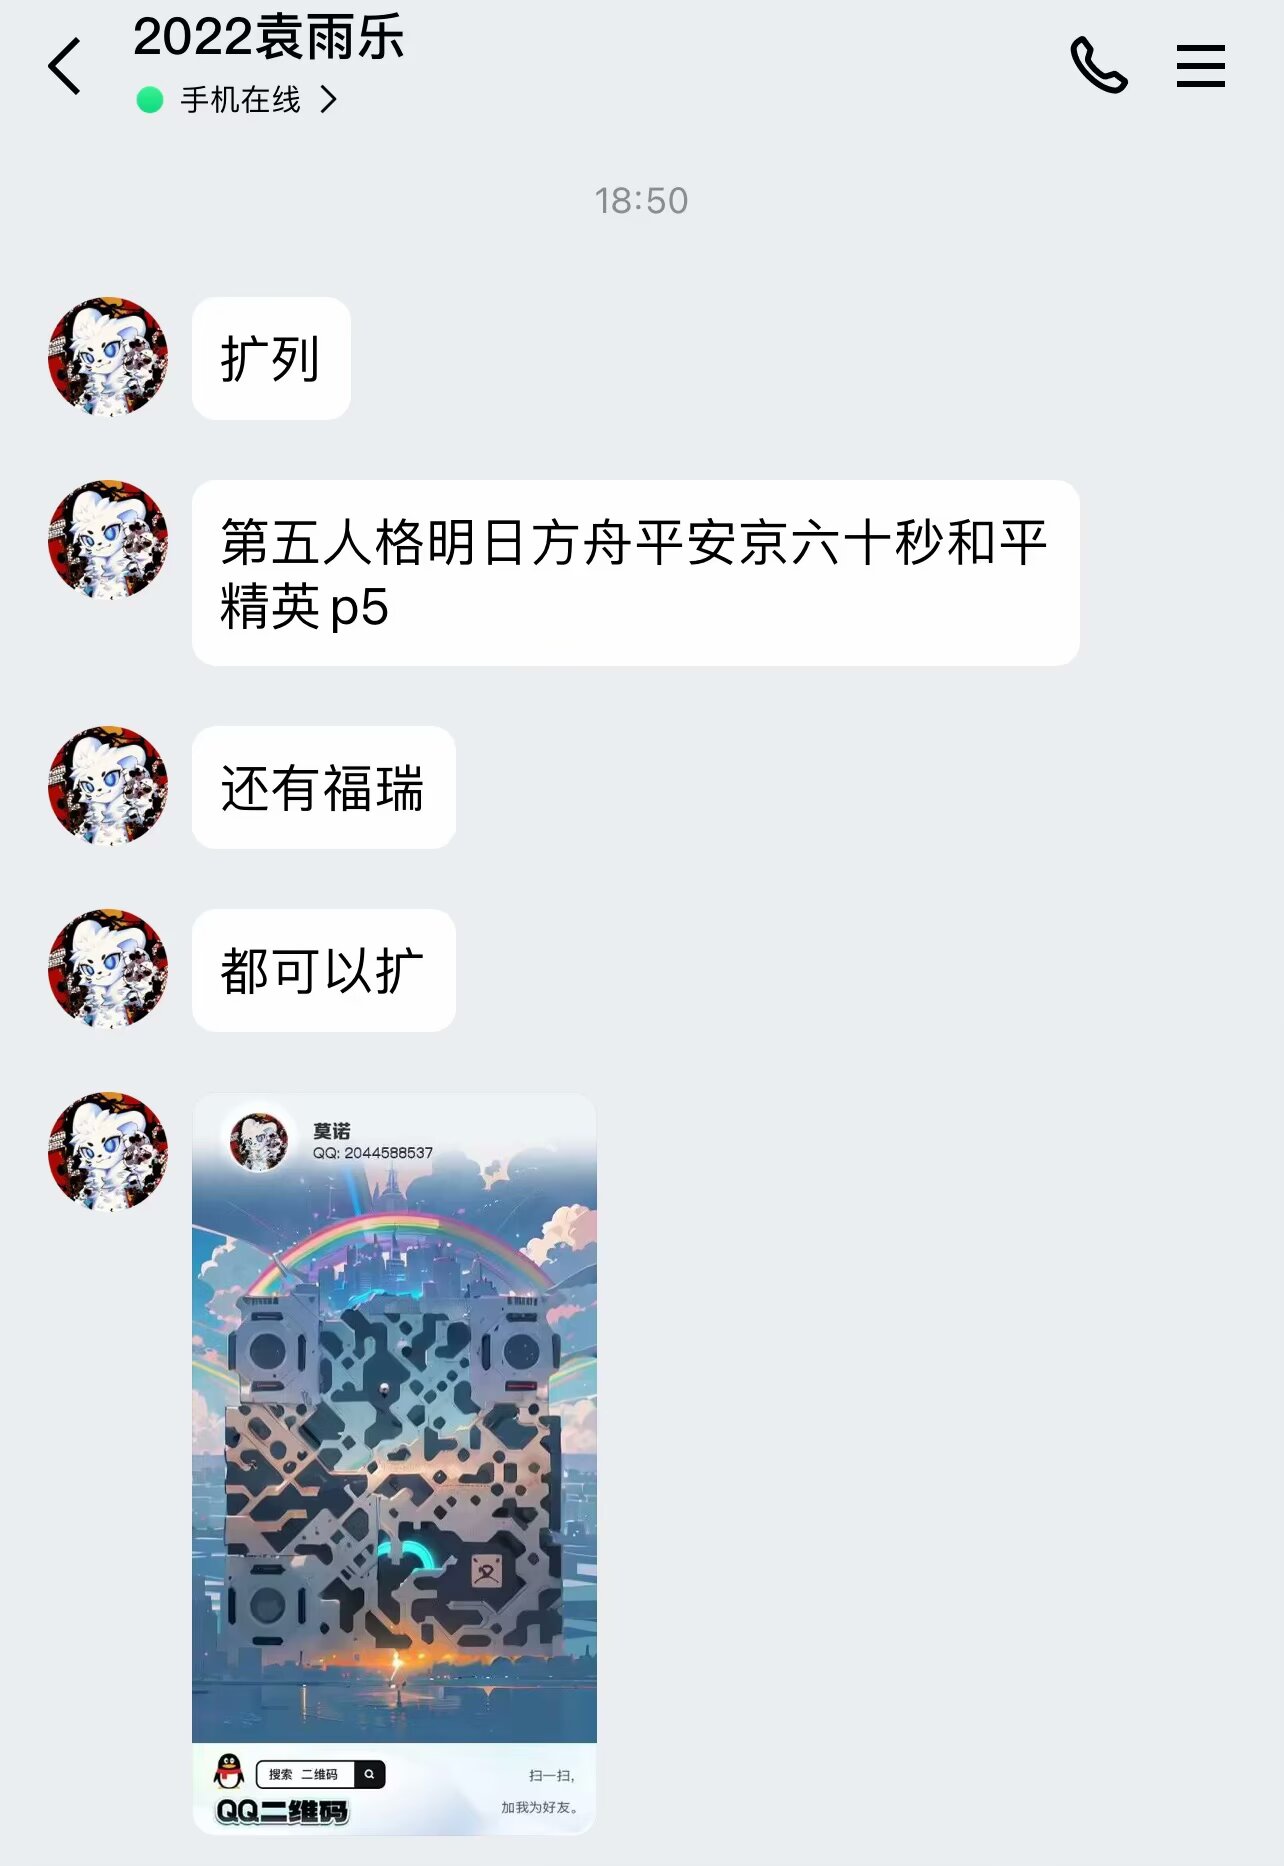 2022袁雨乐
手机在线
18:50
扩列
第五人格明日方舟平安京六十秒和平
精英p5
还有福瑞
都可以扩
莫诺
QQ: 2044588537
搜索 二维码
扫一扫，
QQ二维码
加我为好友。